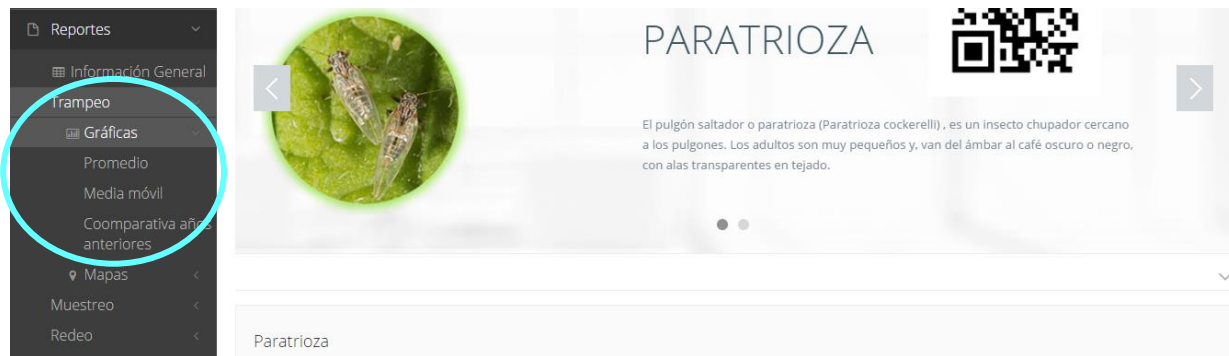 Reportes
Información General
Trampeo
Gráficas
Promedio
Media móvil
Coomparativa años
anteriores
Mapas
Muestreo
Redeo
PARATRIOZA
El pulgón saltador o paratrioza (Paratrioza cockerelli) , es un insecto chupador cercano
a los pulgones. Los adultos son muy pequeños y, van del ámbar al café oscuro o negro,
con alas transparentes en tejado.
Paratrioza